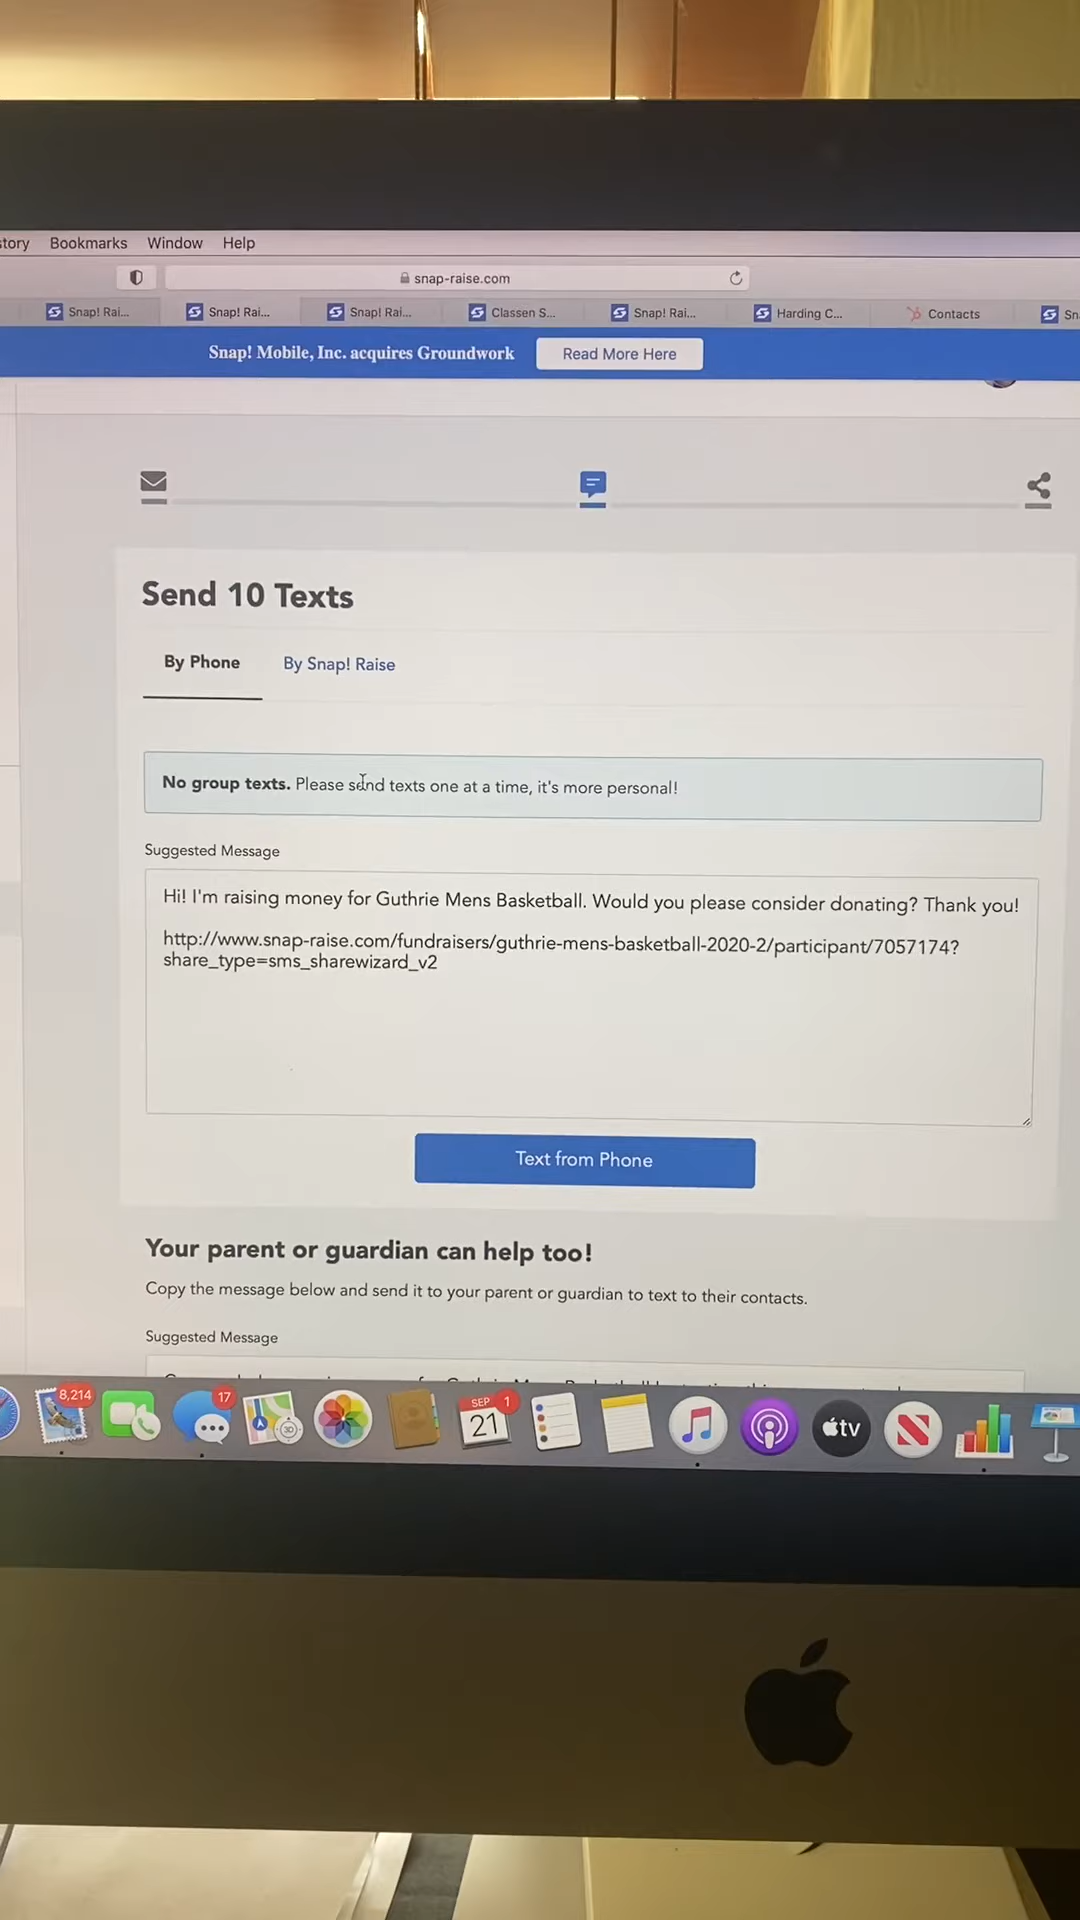 story Bookmarks Window Help
snap-raise.com
Snap! Rai... Snap! Rai... Snap! Rai... Classen S... Snap! Rai... Harding C... Contacts Sn
Snap! Mobile, Inc. acquires Groundwork Read More Here
Send 10 Texts
By Phone By Snap! Raise
No group texts. Please send texts one at a time, it's more personal!
Suggested Message
Hi! I'm raising money for Guthrie Mens Basketball. Would you please consider donating? Thank you!
http://www.snap-raise.com/fundraisers/guthrie-mens-basketball-2020-2/participant/7057174?
share_type=sms_sharewizard_v2
Text from Phone
Your parent or guardian can help too!
Copy the message below and send it to your parent or guardian to text to their contacts.
Suggested Message
8,214 17 3D SEP 1
21 tv